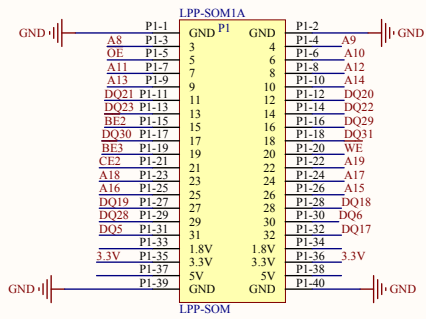 LPP-SOM1A
GND P1-1 GND P1 GND P1-2 GND
A8 P1-3 3 4 P1-4 A9
OE P1-5 5 6 P1-6 A10
A11 P1-7 7 8 P1-8 A12
A13 P1-9 9 10 P1-10 A14
DQ21 P1-11 11 12 P1-12 DQ20
DQ23 P1-13 13 14 P1-14 DQ22
BE2 P1-15 15 16 P1-16 DQ29
DQ30 P1-17 17 18 P1-18 DQ31
BE3 P1-19 19 20 P1-20 WE
CE2 P1-21 21 22 P1-22 A19
A18 P1-23 23 24 P1-24 A17
A16 P1-25 25 26 P1-26 A15
DQ19 P1-27 27 28 P1-28 DQ18
DQ28 P1-29 29 30 P1-30 DQ6
DQ5 P1-31 31 32 P1-32 DQ17
P1-33 1.8V 1.8V P1-34
3.3V P1-35 3.3V 3.3V P1-36 3.3V
P1-37 5V 5V P1-38
GND P1-39 GND GND P1-40 GND
LPP-SOM